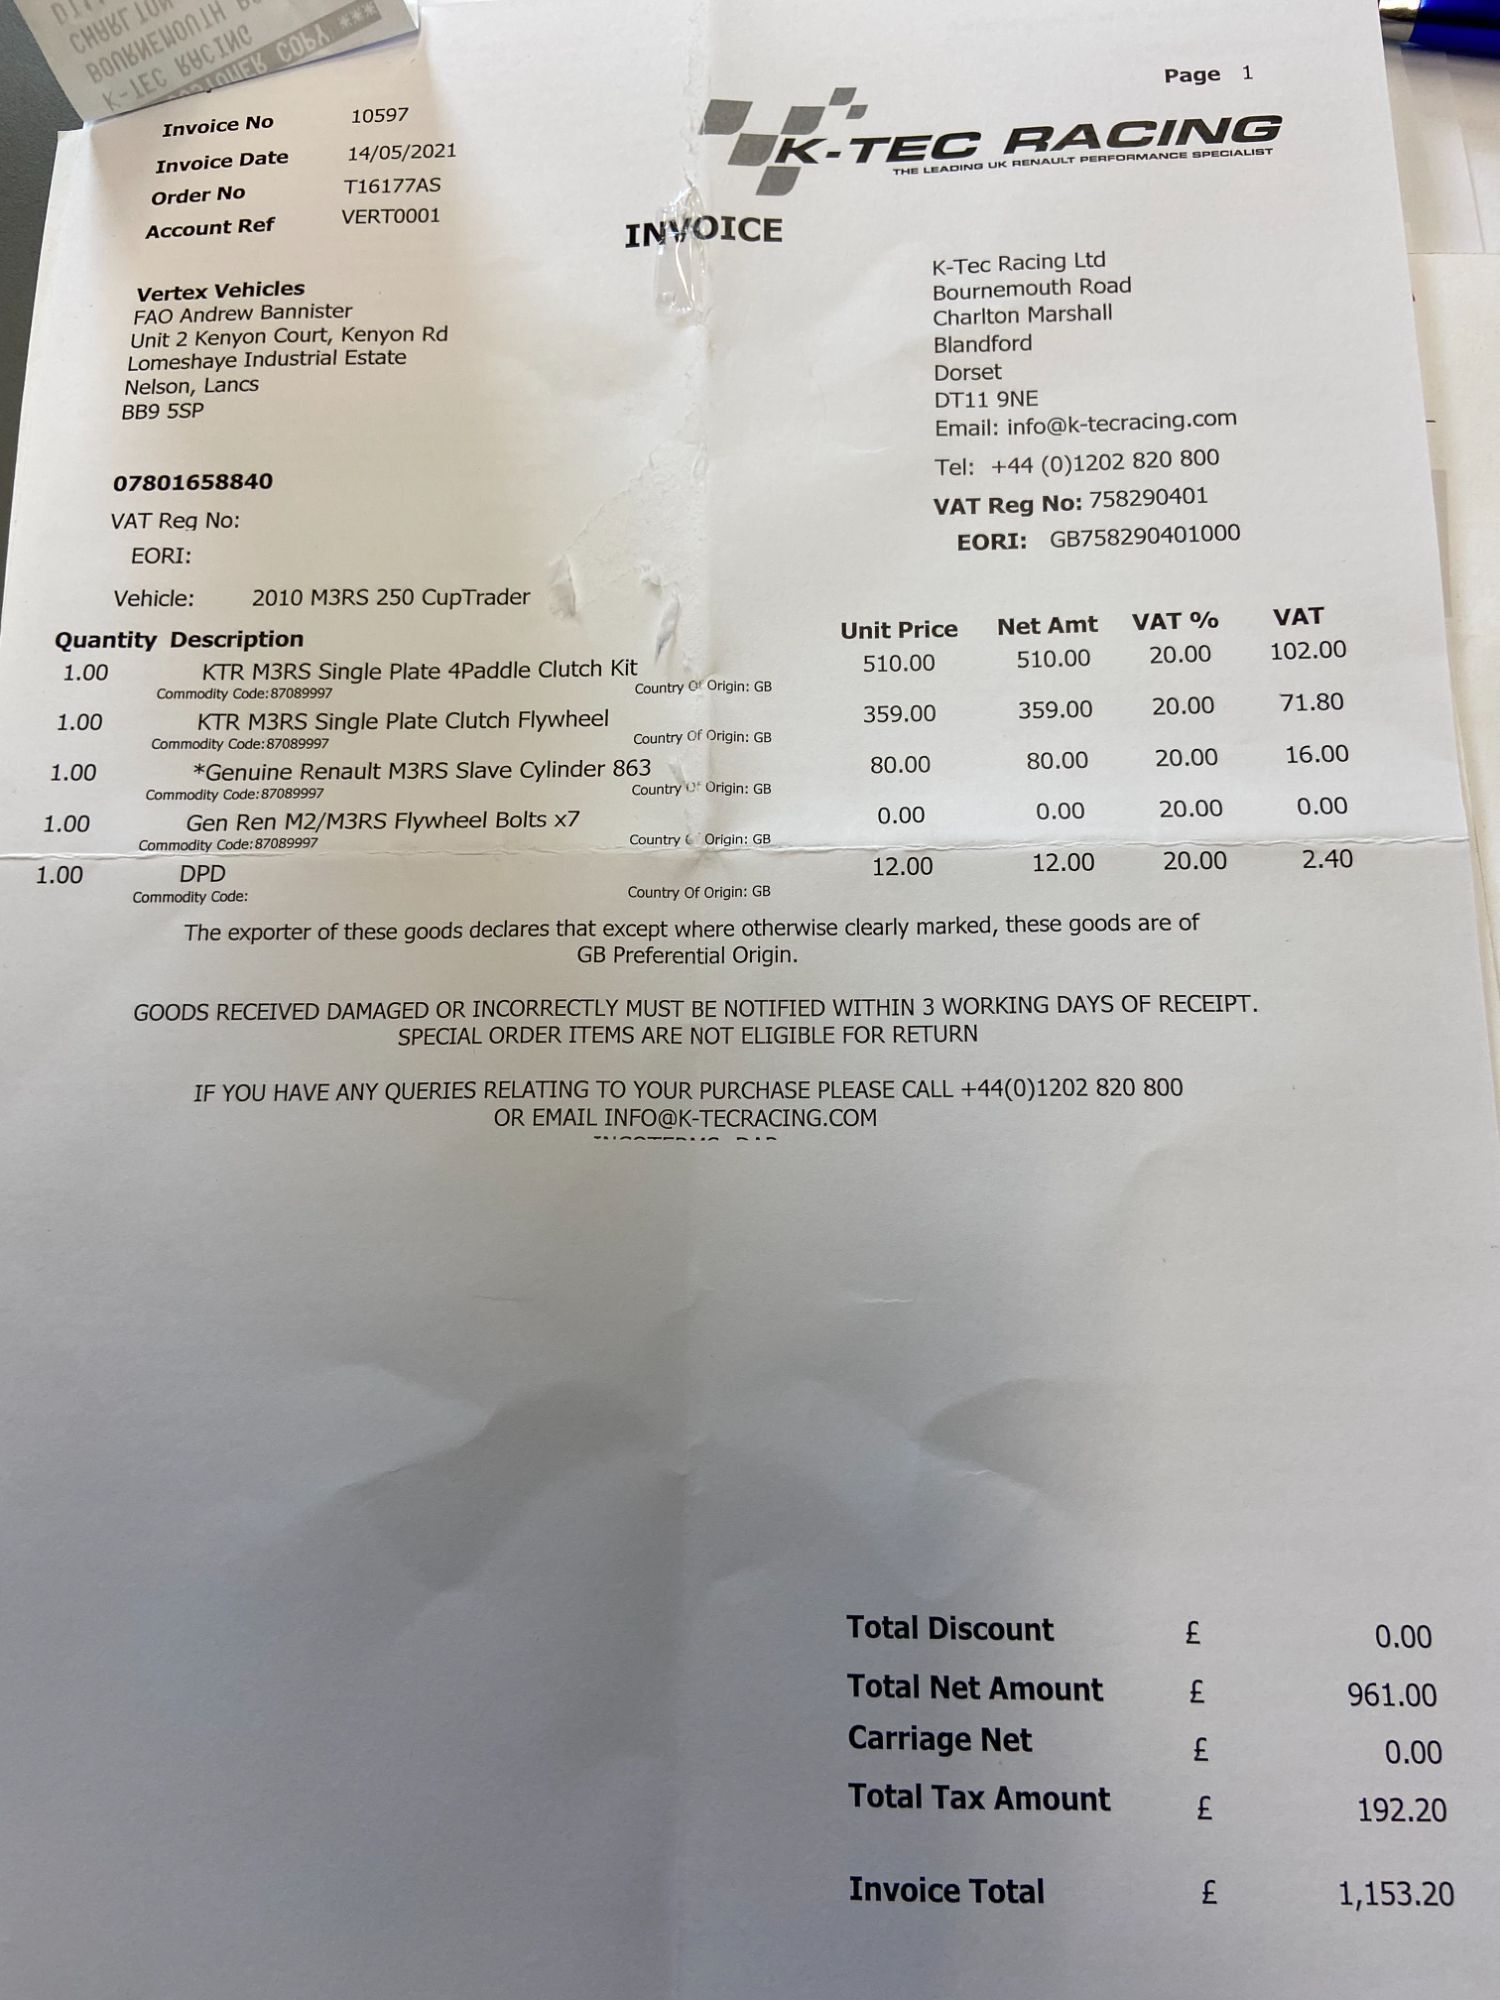 K-TEC RACING
BOURNEMOUTH
Page 1
Invoice No 10597
Invoice Date 14/05/2021
Order No T16177AS
Account Ref VERT0001
K-TEC RACING
THE LEADING UK RENAULT PERFORMANCE SPECIALIST
INVOICE
Vertex Vehicles
FAO Andrew Bannister
Unit 2 Kenyon Court, Kenyon Rd
Lomeshaye Industrial Estate
Nelson, Lancs
BB9 5SP
07801658840
VAT Reg No:
EORI:
K-Tec Racing Ltd
Bournemouth Road
Charlton Marshall
Blandford
Dorset
DT11 9NE
Email: info@k-tecracing.com
Tel: +44 (0)1202 820 800
VAT Reg No: 758290401
EORI: GB758290401000
Vehicle: 2010 M3RS 250 CupTrader
Quantity Description Unit Price Net Amt VAT % VAT
1.00 KTR M3RS Single Plate 4Paddle Clutch Kit 510.00 510.00 20.00 102.00
Commodity Code:87089997 Country Of Origin: GB
1.00 KTR M3RS Single Plate Clutch Flywheel 359.00 359.00 20.00 71.80
Commodity Code:87089997 Country Of Origin: GB
1.00 *Genuine Renault M3RS Slave Cylinder 863 80.00 80.00 20.00 16.00
Commodity Code:87089997 Country Of Origin: GB
1.00 Gen Ren M2/M3RS Flywheel Bolts x7 0.00 0.00 20.00 0.00
Commodity Code:87089997 Country Origin: GB
1.00 DPD 12.00 12.00 20.00 2.40
Commodity Code: Country Of Origin: GB
The exporter of these goods declares that except where otherwise clearly marked, these goods are of
GB Preferential Origin.
GOODS RECEIVED DAMAGED OR INCORRECTLY MUST BE NOTIFIED WITHIN 3 WORKING DAYS OF RECEIPT.
SPECIAL ORDER ITEMS ARE NOT ELIGIBLE FOR RETURN
IF YOU HAVE ANY QUERIES RELATING TO YOUR PURCHASE PLEASE CALL +44(0)1202 820 800
OR EMAIL INFO@K-TECRACING.COM
Total Discount £ 0.00
Total Net Amount £ 961.00
Carriage Net £ 0.00
Total Tax Amount £ 192.20
Invoice Total £ 1,153.20